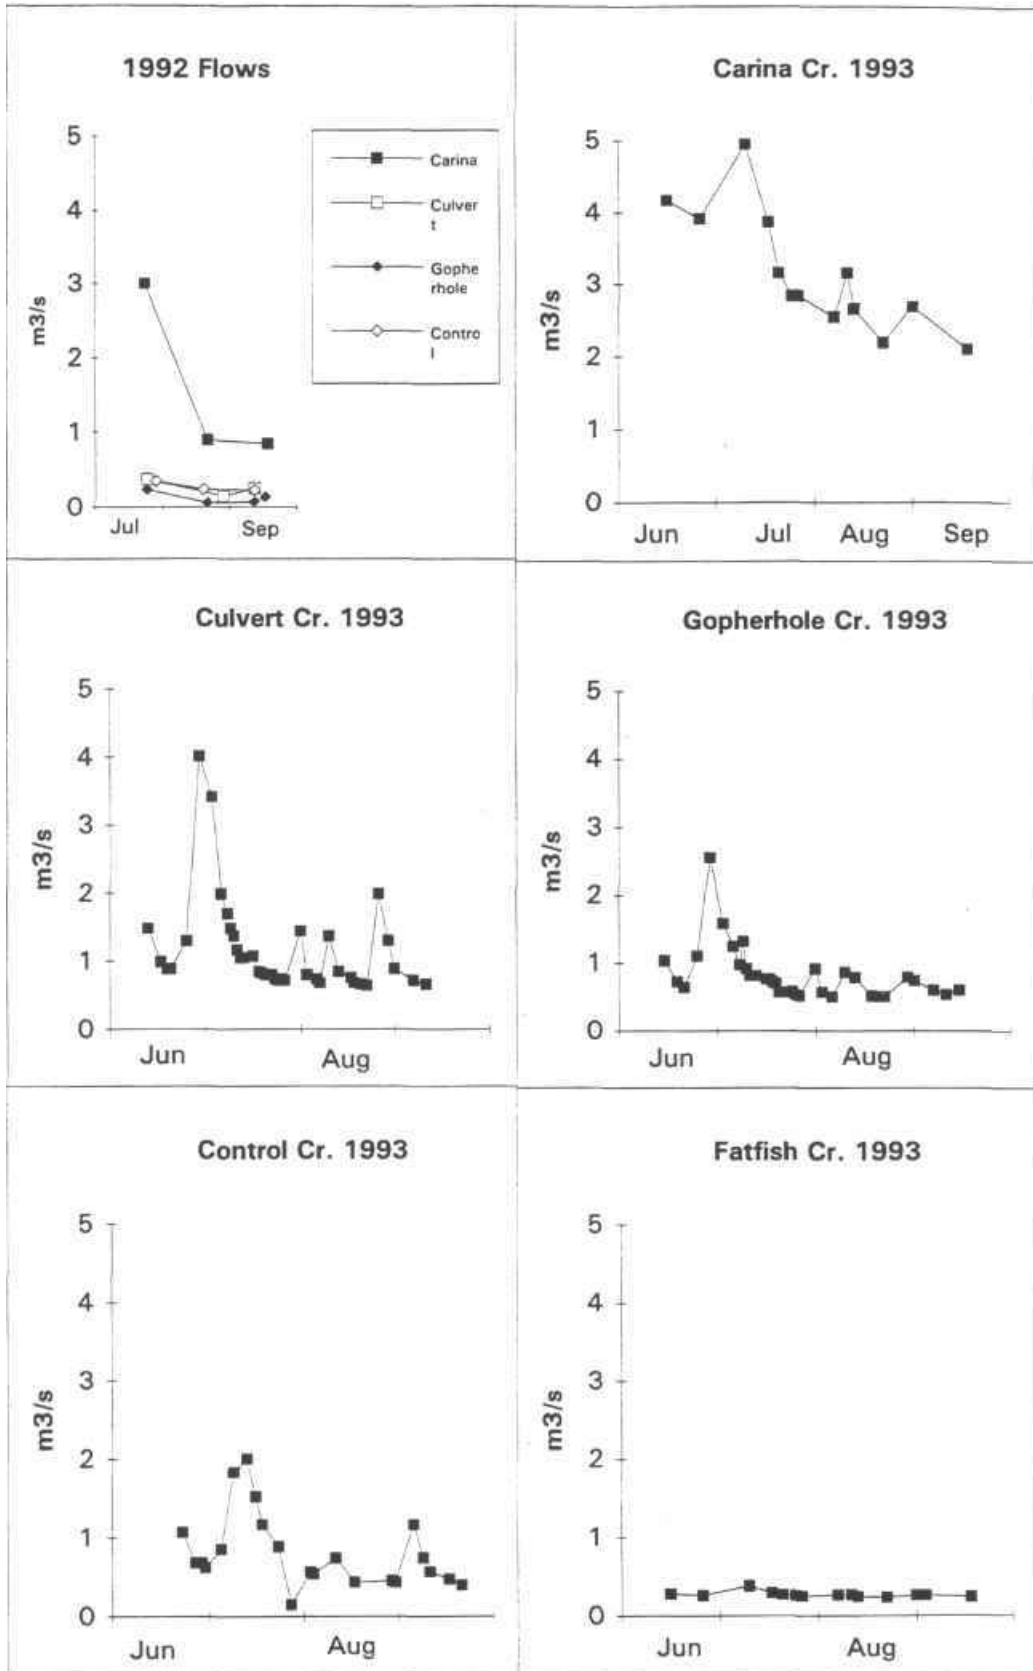 1992 Flows
5
4
3
2
1
0
m3/s
Jul
Sep
Carina
Culver
t
Gophe
rhole
Contro
l
Carina Cr. 1993
5
4
3
2
1
0
m3/s
Jun
Jul
Aug
Sep
Culvert Cr. 1993
5
4
3
2
1
0
m3/s
Jun
Aug
Gopherhole Cr. 1993
5
4
3
2
1
0
m3/s
Jun
Aug
Control Cr. 1993
5
4
3
2
1
0
m3/s
Jun
Aug
Fatfish Cr. 1993
5
4
3
2
1
0
m3/s
Jun
Aug